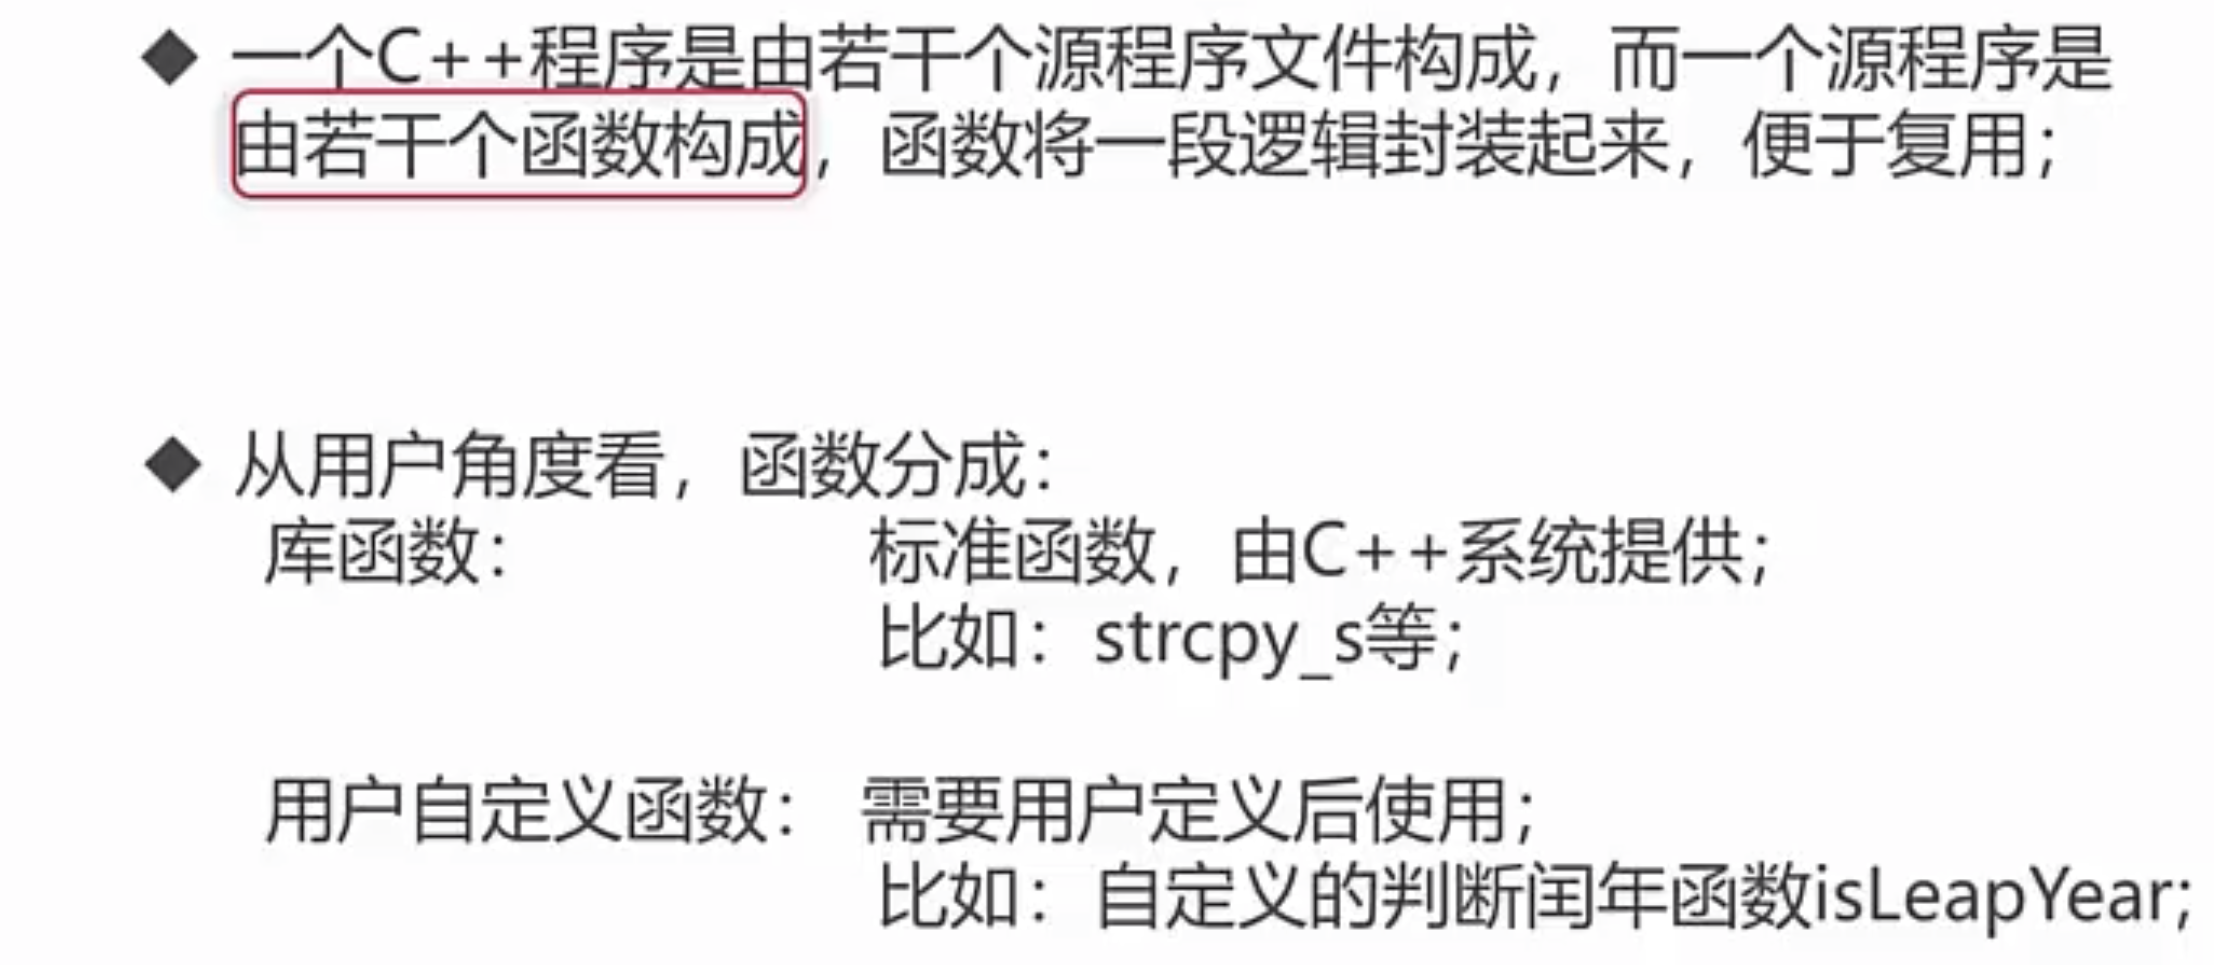 ◆ 一个C++程序是由若干个源程序文件构成，而一个源程序是
由若干个函数构成，函数将一段逻辑封装起来，便于复用；
◆ 从用户角度看，函数分成：
库函数： 标准函数，由C++系统提供；
比如：strcpy_s等；
用户自定义函数： 需要用户定义后使用；
比如：自定义的判断闰年函数isLeapYear;